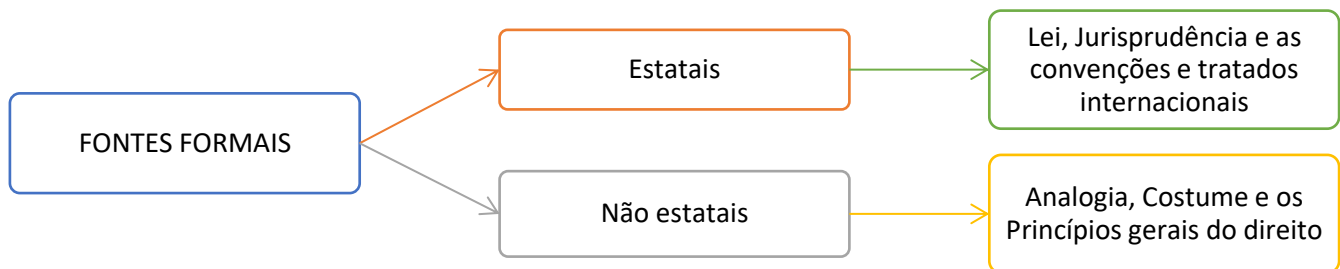 FONTES FORMAIS
Estatais
Lei, Jurisprudência e as
convenções e tratados
internacionais
Não estatais
Analogia, Costume e os
Princípios gerais do direito